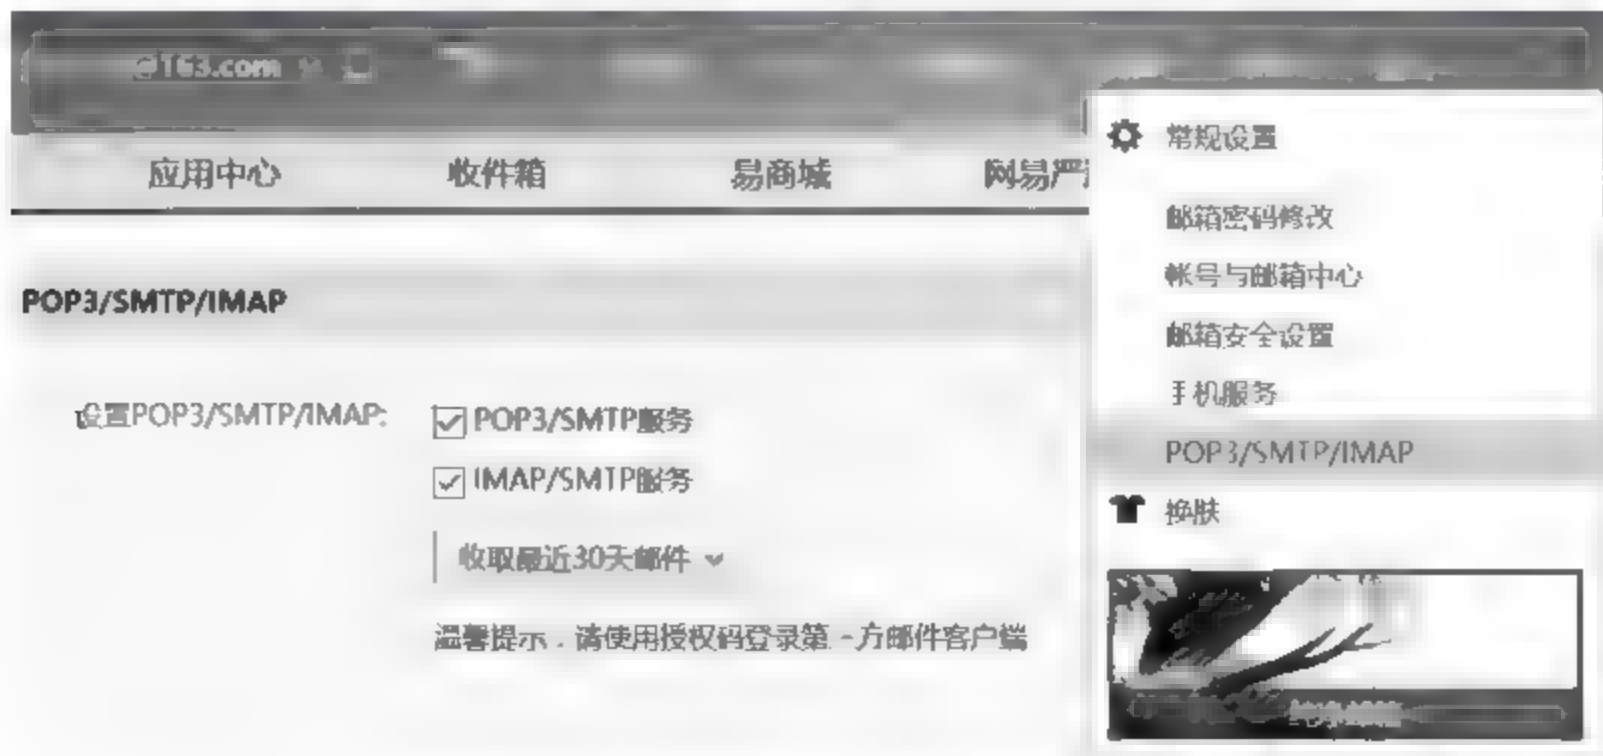 @163.com
应用中心 收件箱 易商城 网易严
POP3/SMTP/IMAP
设置POP3/SMTP/IMAP:
POP3/SMTP服务
IMAP/SMTP服务
收取最近30天邮件
温馨提示：请使用授权码登录第三方邮件客户端
常规设置
邮箱密码修改
帐号与邮箱中心
邮箱安全设置
手机服务
POP3/SMTP/IMAP
换肤